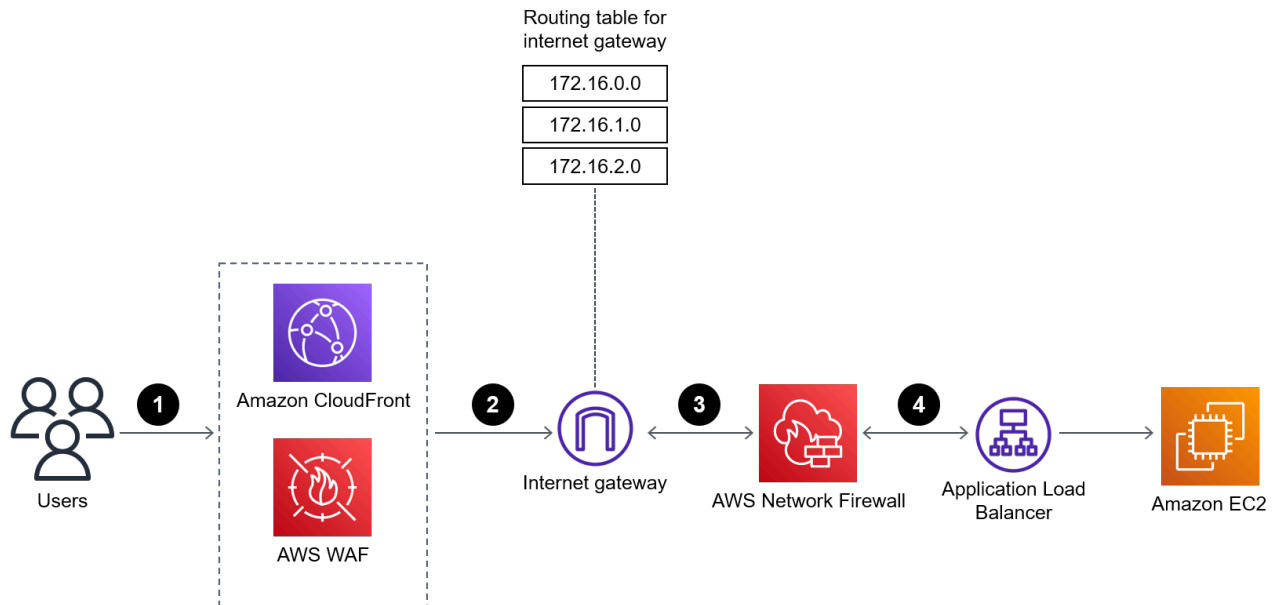 Routing table for
internet gateway
172.16.0.0
172.16.1.0
172.16.2.0
1
2
3
4
Amazon CloudFront
Users
Internet gateway
AWS Network Firewall
Application Load
Balancer
Amazon EC2
AWS WAF